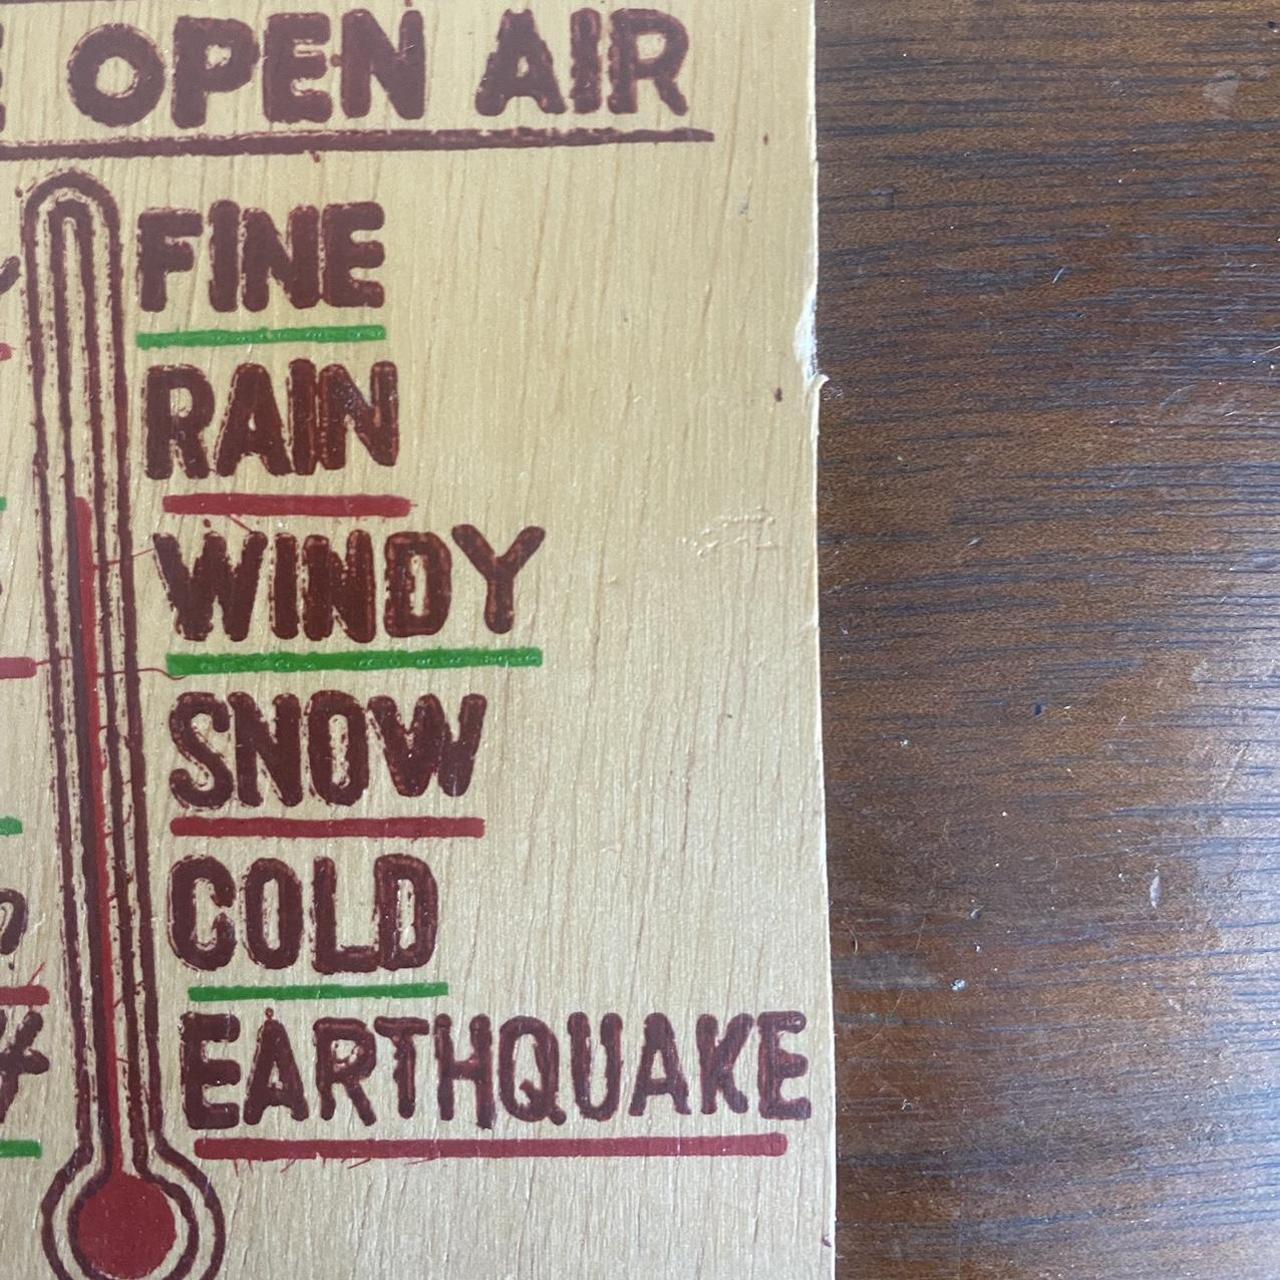 OPEN AIR
FINE
RAIN
WINDY
SNOW
COLD
EARTHQUAKE